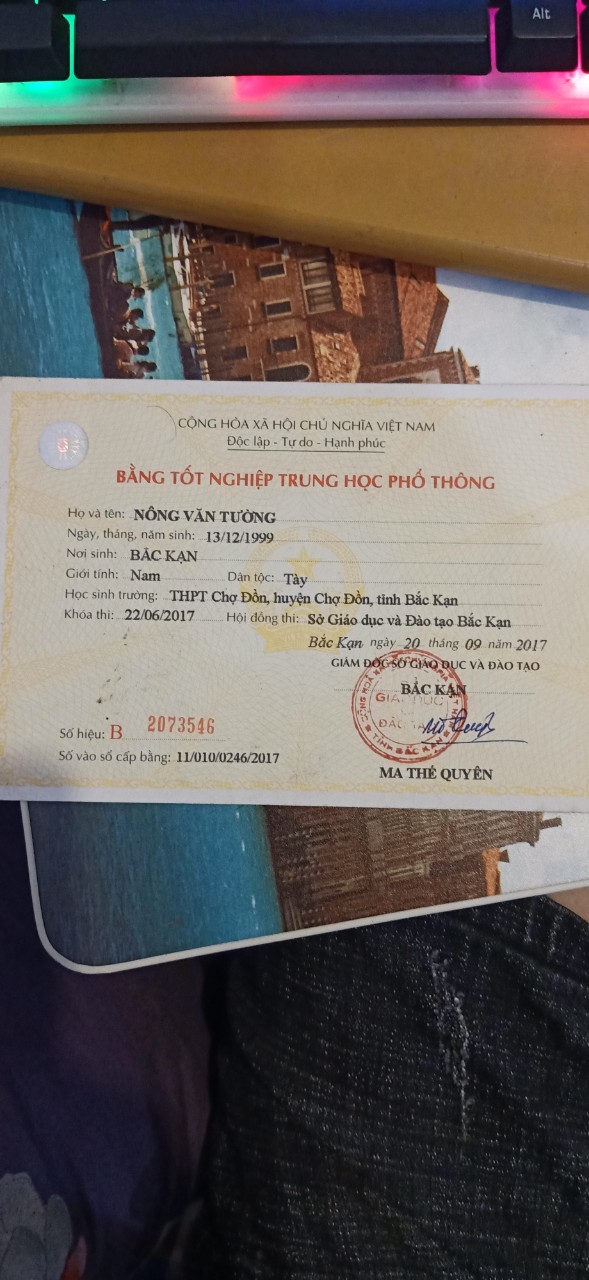 Alt
CỘNG HÒA XÃ HỘI CHỦ NGHĨA VIỆT NAM
Độc lập - Tự do - Hạnh phúc
BẰNG TỐT NGHIỆP TRUNG HỌC PHỔ THÔNG
Họ và tên: NÔNG VĂN TƯỜNG
Ngày, tháng, năm sinh: 13/12/1999
Nơi sinh: BẮC KẠN
Giới tính: Nam Dân tộc: Tày
Học sinh trường: THPT Chợ Đồn, huyện Chợ Đồn, tỉnh Bắc Kạn
Khóa thi: 22/06/2017 Hội đồng thi: Sở Giáo dục và Đào tạo Bắc Kạn
Bắc Kạn ngày 20 tháng 09 năm 2017
GIÁM ĐỐC SỞ GIÁO DỤC VÀ ĐÀO TẠO
BẮC KẠN
Số hiệu: B 2073546
Số vào sổ cấp bằng: 11/010/0246/2017
MA THẾ QUYÊN